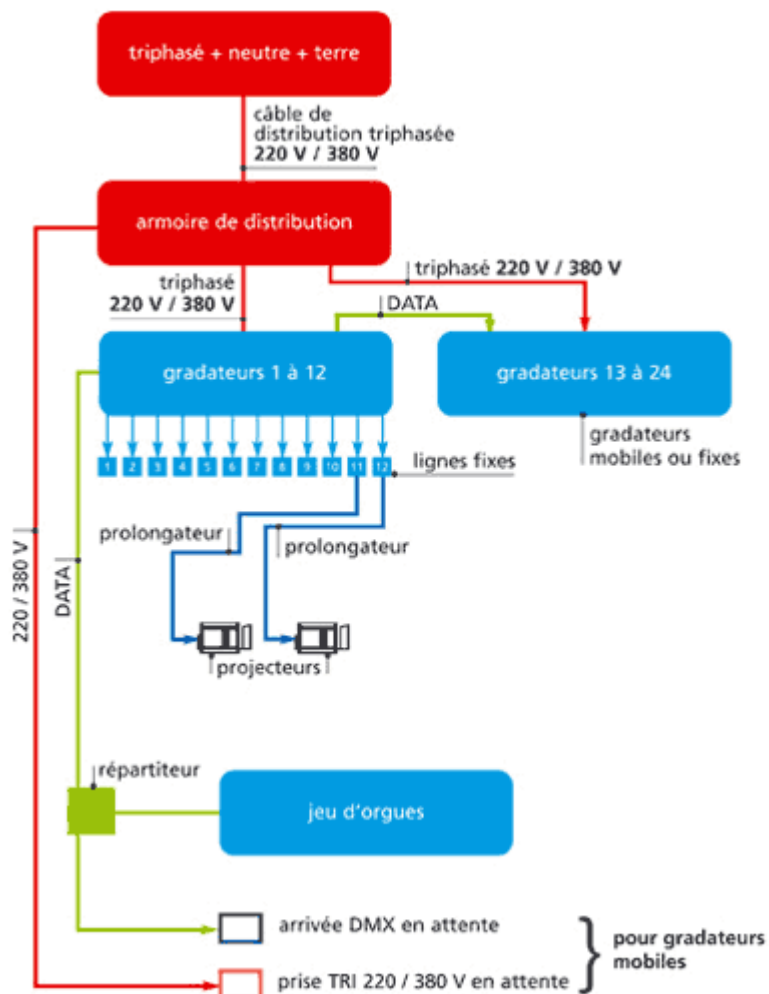 triphasé + neutre + terre
câble de
distribution triphasée
220 V / 380 V
armoire de distribution
triphasé
220 V / 380 V
triphasé 220 V / 380 V
DATA
gradateurs 1 à 12
gradateurs 13 à 24
1 2 3 4 5 6 7 8 9 10 11 12
lignes fixes
gradateurs
mobiles ou fixes
prolongateur
prolongateur
220 / 380 V
DATA
projecteurs
répartiteur
jeu d'orgues
arrivée DMX en attente
prise TRI 220 / 380 V en attente
pour gradateurs
mobiles